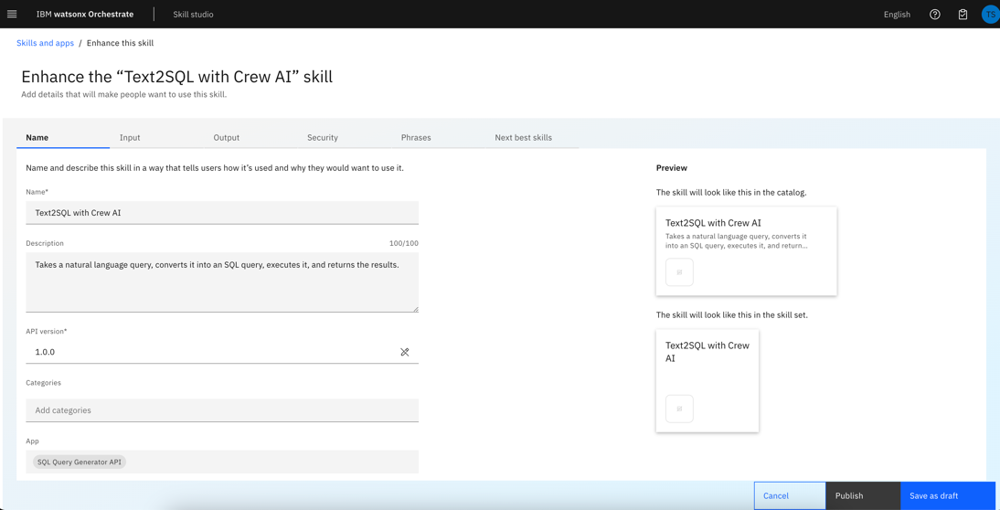 IBM watsonx Orchestrate
Skill studio
English
TS
Skills and apps / Enhance this skill
Enhance the “Text2SQL with Crew AI” skill
Add details that will make people want to use this skill.
Name
Input
Output
Security
Phrases
Next best skills
Name and describe this skill in a way that tells users how it’s used and why they would want to use it.
Name*
Text2SQL with Crew AI
Description
100/100
Takes a natural language query, converts it into an SQL query, executes it, and returns the results.
API version*
1.0.0
Categories
Add categories
App
SQL Query Generator API
Preview
The skill will look like this in the catalog.
Text2SQL with Crew AI
Takes a natural language query, converts it
into an SQL query, executes it, and return...
The skill will look like this in the skill set.
Text2SQL with Crew
AI
Cancel
Publish
Save as draft